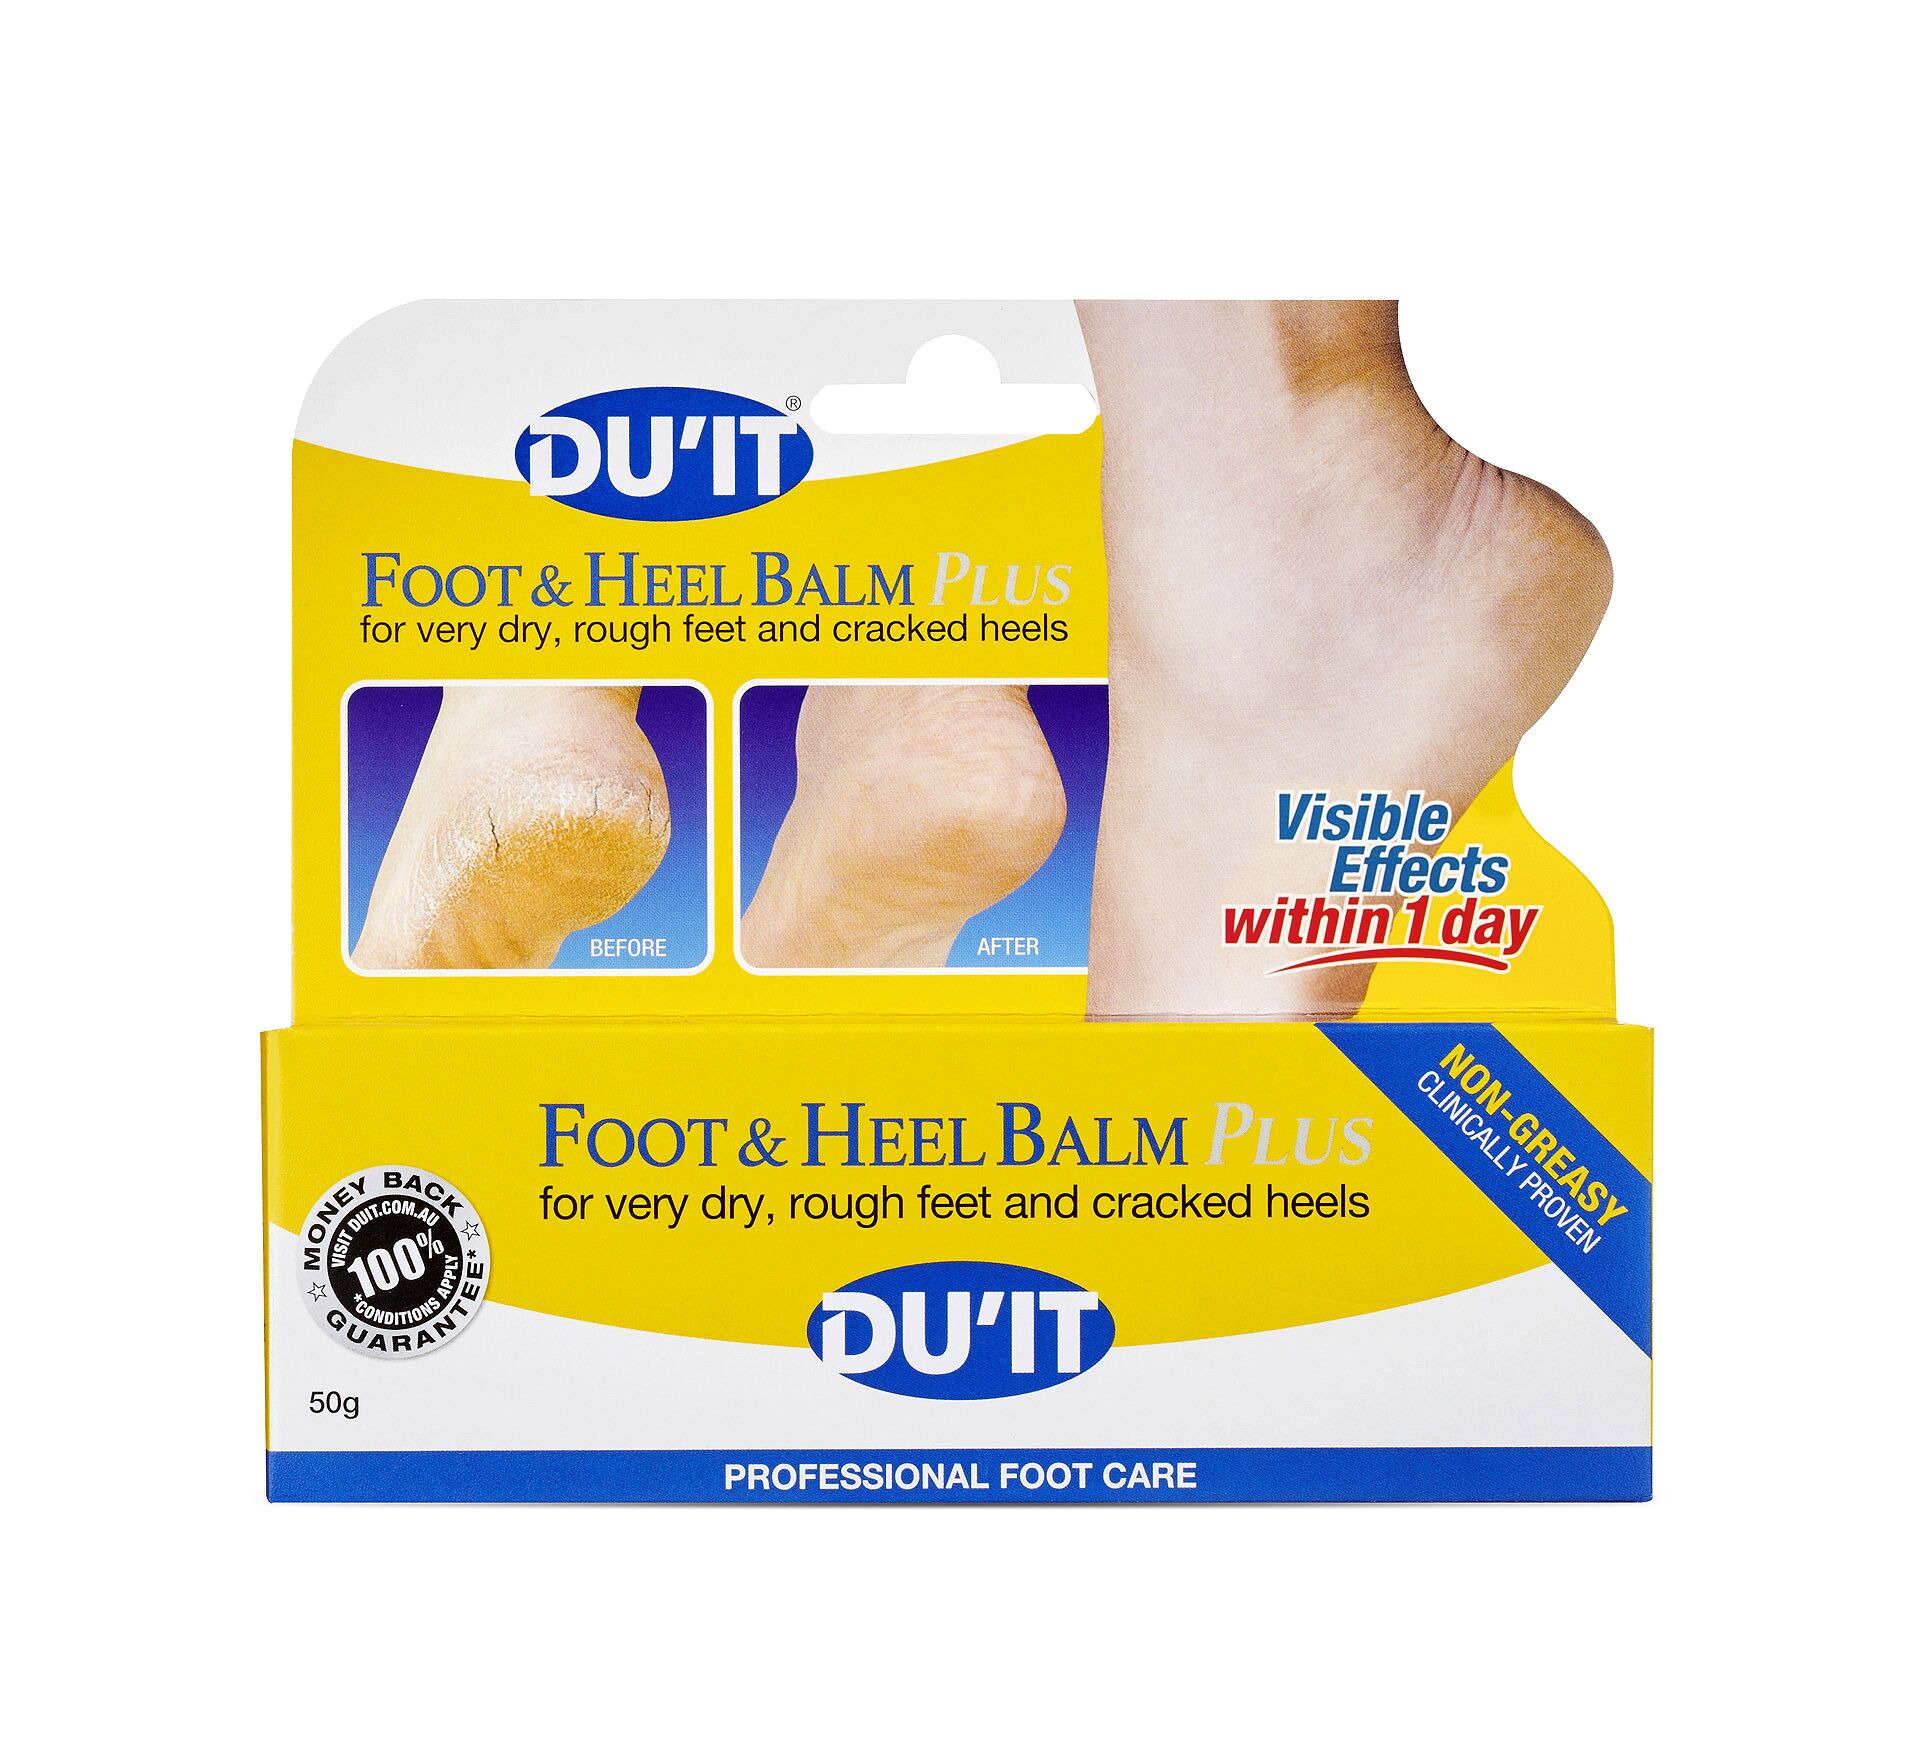 DU'IT®
FOOT & HEEL BALM PLUS
for very dry, rough feet and cracked heels
BEFORE
AFTER
Visible
Effects
within 1 day
NON-GREASY
CLINICALLY PROVEN
FOOT & HEEL BALM PLUS
for very dry, rough feet and cracked heels
MONEY BACK
VISIT DUIT.COM.AU
100%
*CONDITIONS APPLY
GUARANTEE*
DU'IT
50g
PROFESSIONAL FOOT CARE